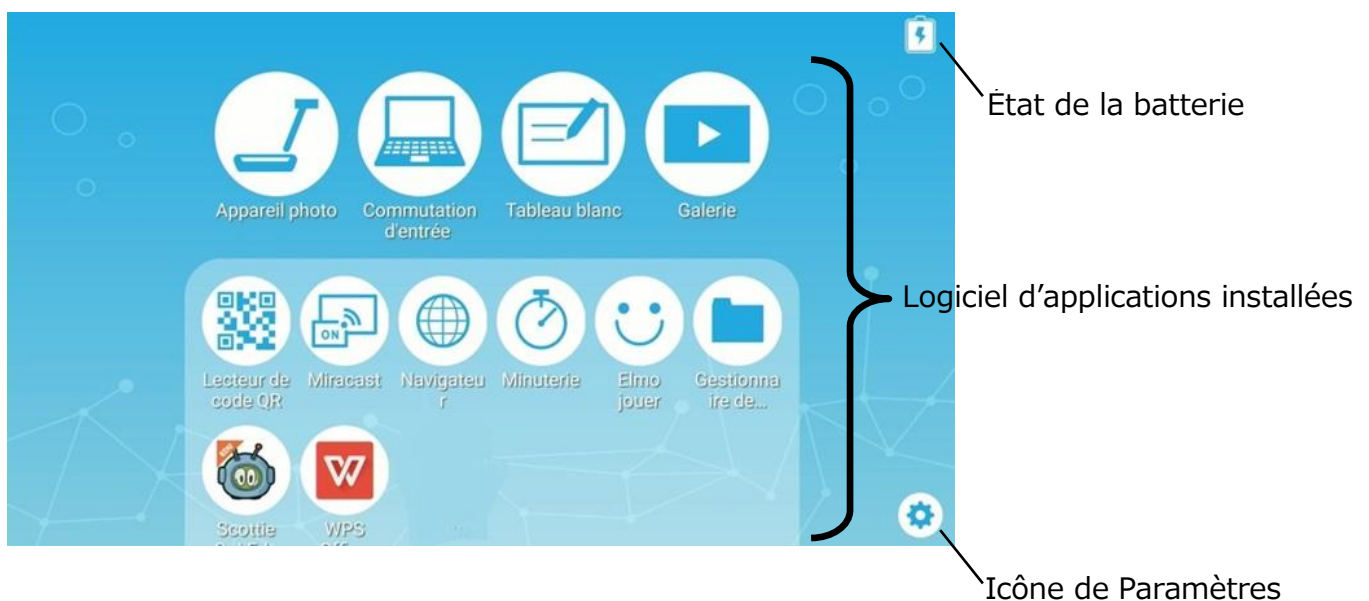 État de la batterie
Appareil photo
Commutation
d'entrée
Tableau blanc
Galerie
Logiciel d’applications installées
ON
Lecteur de
code QR
Miracast
Navigateu
r
Minuterie
Elmo
jouer
Gestionna
ire de...
W
Scottie
WPS
Icône de Paramètres